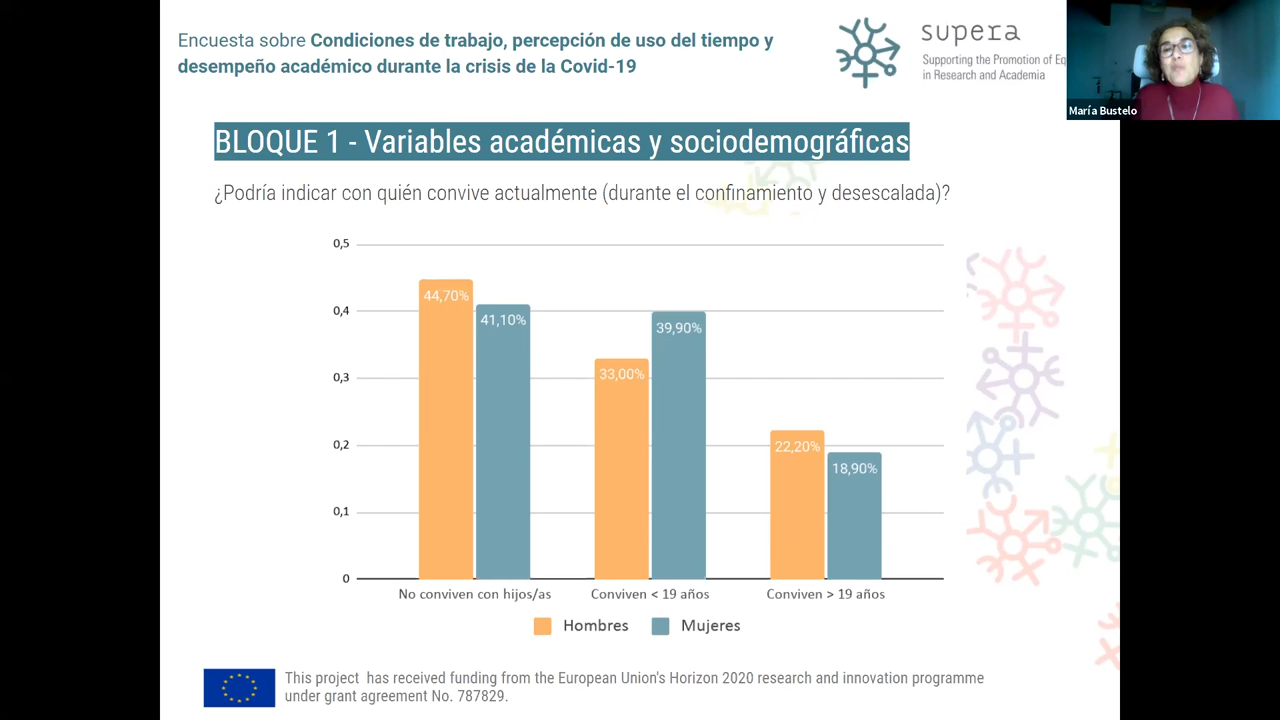 Encuesta sobre Condiciones de trabajo, percepción de uso del tiempo y
desempeño académico durante la crisis de la Covid-19
supera
Supporting the Promotion of Eq
in Research and Academia
María Bustelo
BLOQUE 1 - Variables académicas y sociodemográficas
¿Podría indicar con quién convive actualmente (durante el confinamiento y desescalada)?
0,5
0,4
0,3
0,2
0,1
0
44,70%
41,10%
33,00%
39,90%
22,20%
18,90%
No conviven con hijos/as
Conviven < 19 años
Conviven > 19 años
Hombres
Mujeres
This project has received funding from the European Union's Horizon 2020 research and innovation programme
under grant agreement No. 787829.